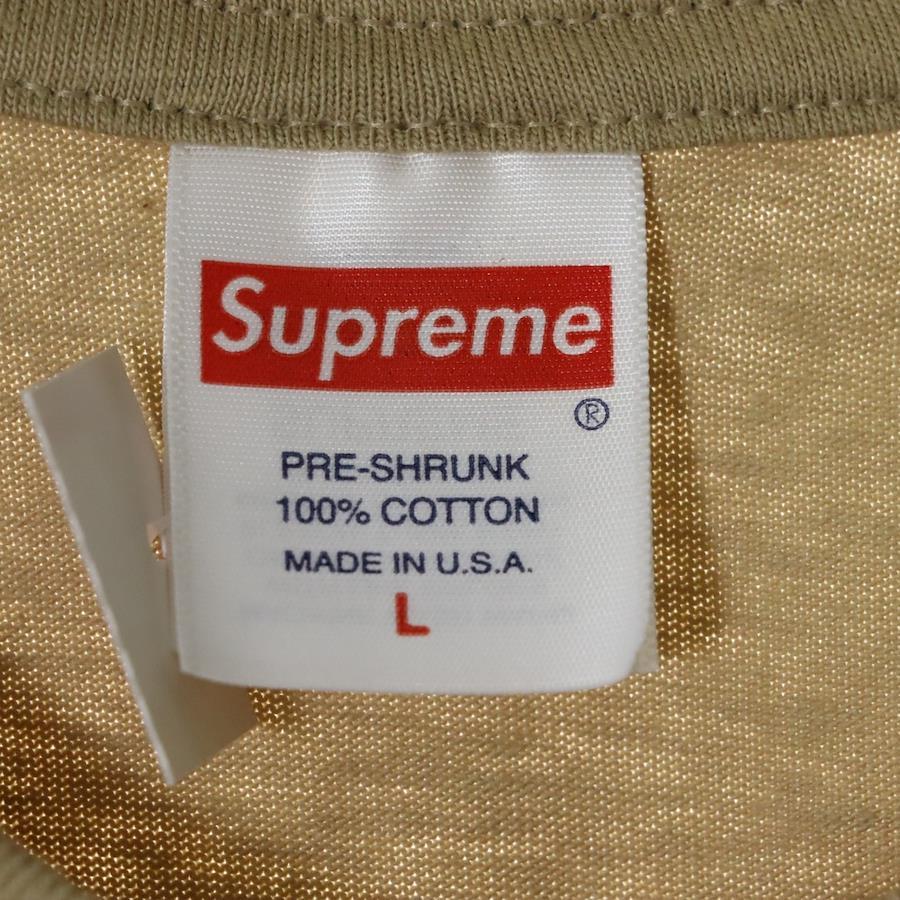 Supreme
®
PRE-SHRUNK
100% COTTON
MADE IN U.S.A.
L